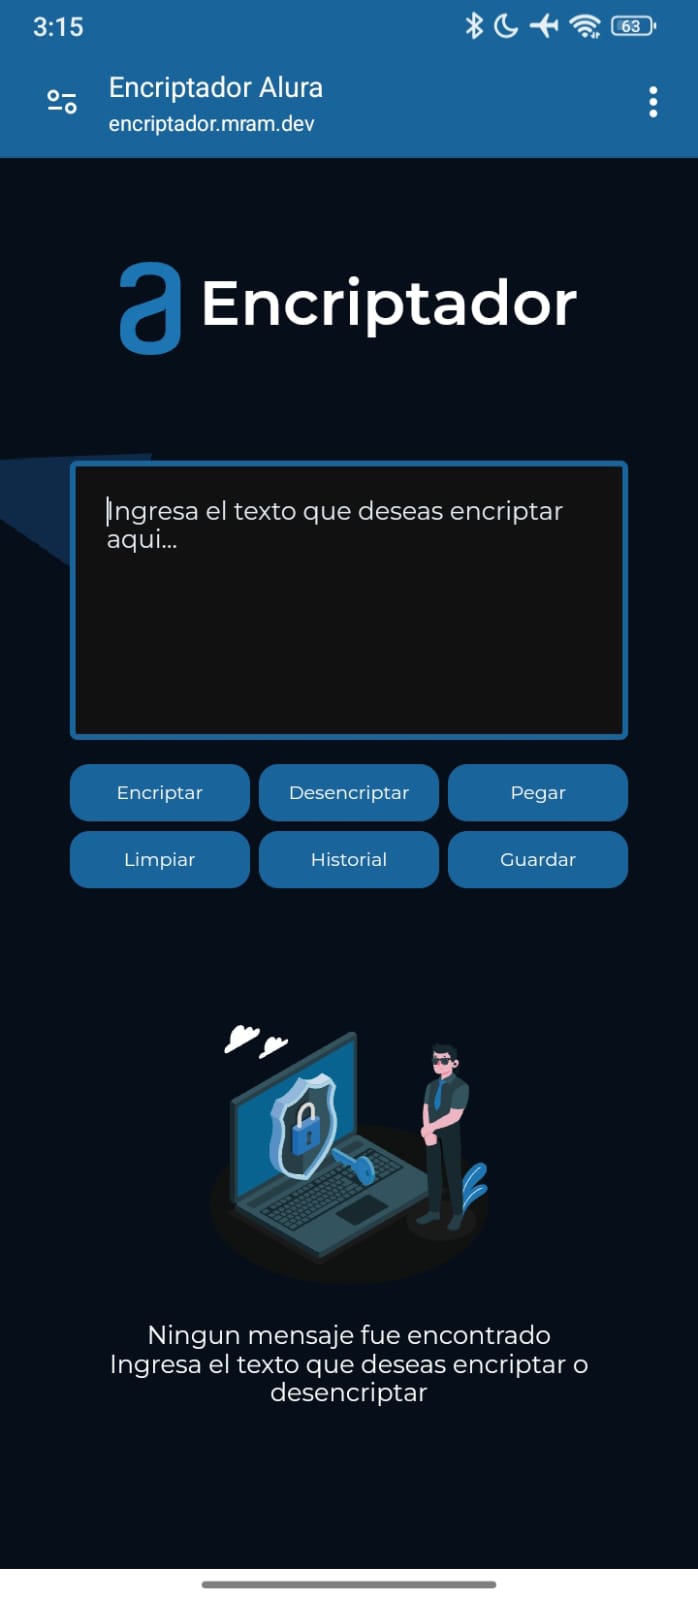 3:15
63
Encriptador Alura
encriptador.mram.dev
a Encriptador
Ingresa el texto que deseas encriptar
aqui...
Encriptar Desencriptar Pegar
Limpiar Historial Guardar
Ningun mensaje fue encontrado
Ingresa el texto que deseas encriptar o
desencriptar